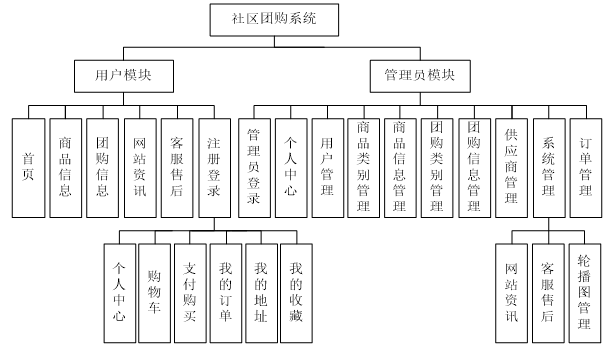 社区团购系统
用户模块
管理员模块
首页
商品信息
团购信息
网站资讯
客服售后
注册登录
管理员登录
个人中心
用户管理
商品类别管理
商品信息管理
团购类别管理
团购信息管理
供应商管理
系统管理
订单管理
个人中心
购物车
支付购买
我的订单
我的地址
我的收藏
网站资讯
客服售后
轮播图管理